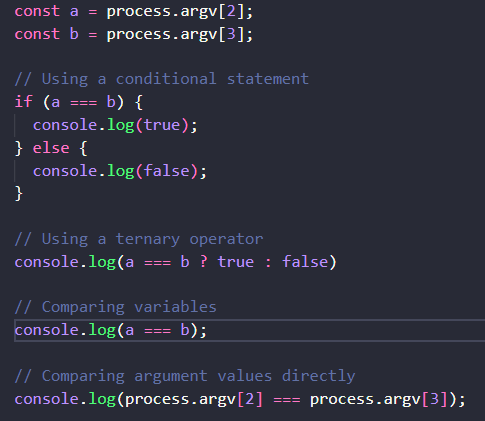 const a = process.argv[2];
const b = process.argv[3];
// Using a conditional statement
if (a === b) {
console.log(true);
} else {
console.log(false);
}
// Using a ternary operator
console.log(a === b ? true : false)
// Comparing variables
console.log(a === b);
// Comparing argument values directly
console.log(process.argv[2] === process.argv[3]);